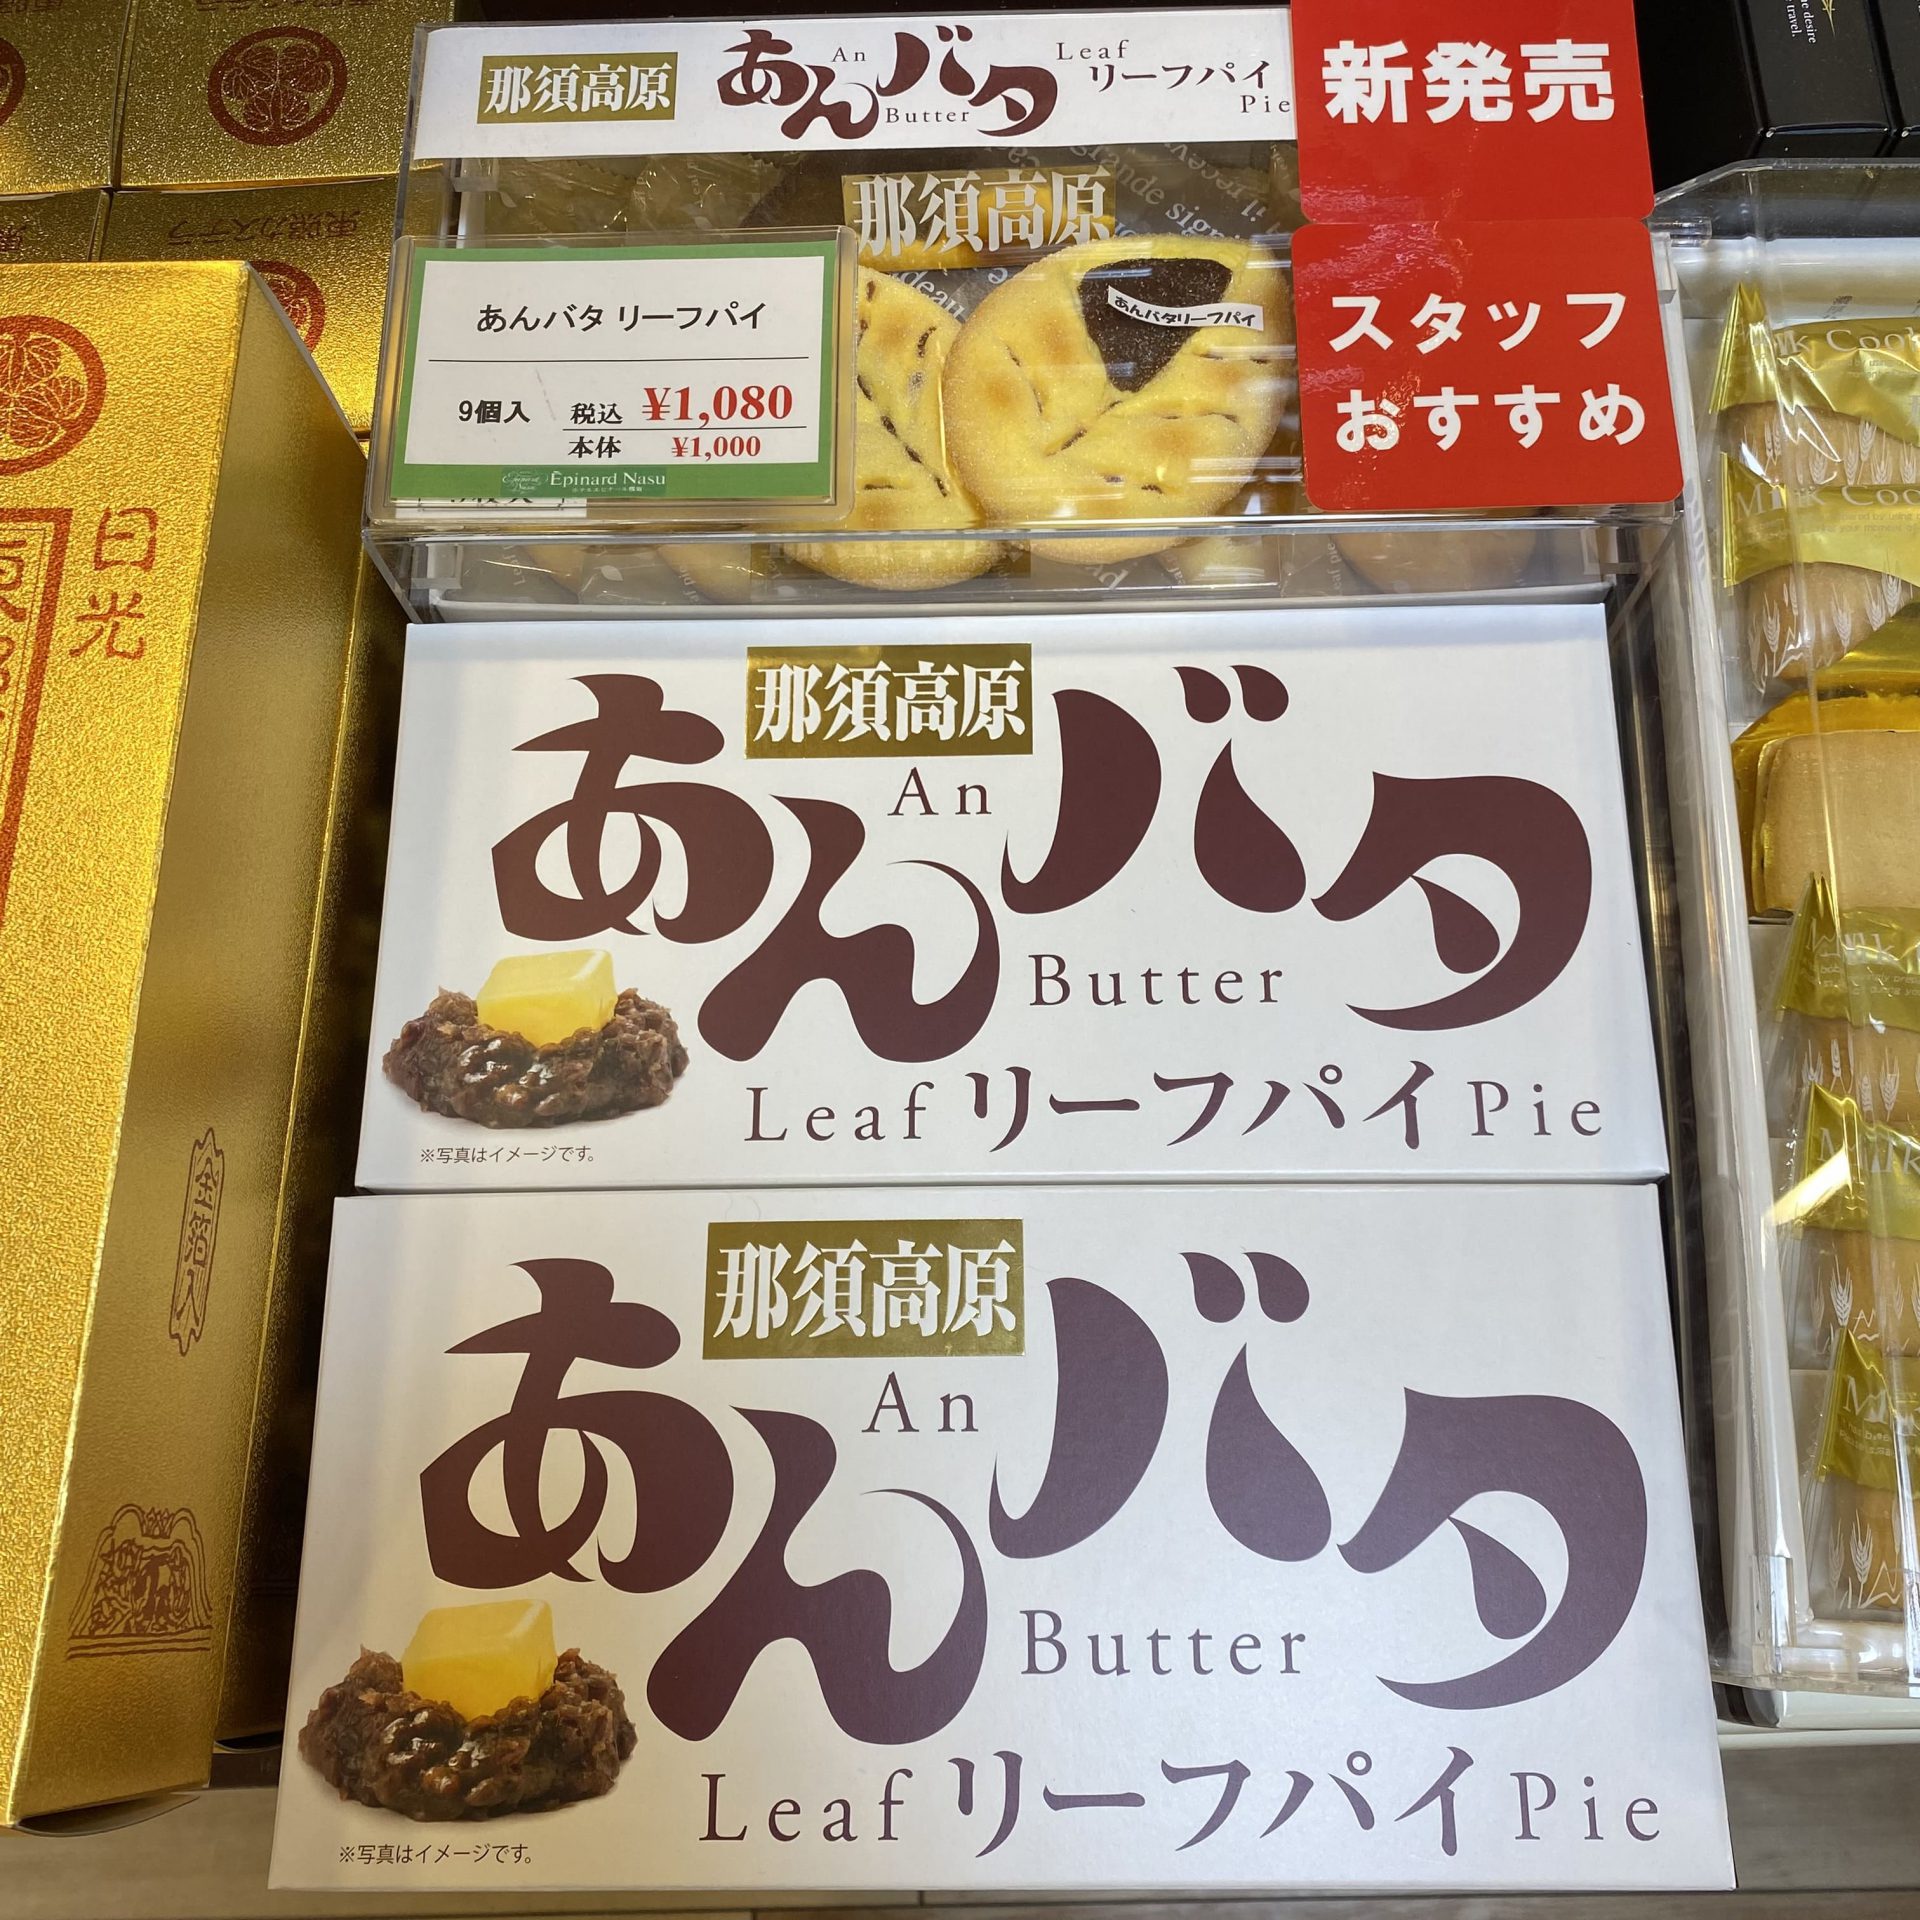 那須高原
あんバタ
An
Butter
Leaf
リーフパイ
Pie
新発売
那須高原
あんバタリーフパイ
スタッフ
おすすめ
あんバタ リーフパイ
9個入 税込 ¥1,080
本体 ¥1,000
Epinard Nasu
那須高原
あんバタ
An
Butter
Leaf リーフパイ Pie
※写真はイメージです。
那須高原
あんバタ
An
Butter
Leaf リーフパイ Pie
※写真はイメージです。
日光
金箔入
Milk
Milk